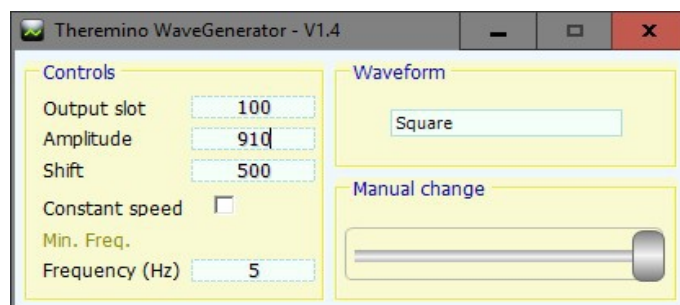 Theremino WaveGenerator - V1.4
Controls
Output slot 100
Amplitude 910
Shift 500
Constant speed
Min. Freq.
Frequency (Hz) 5
Waveform
Square
Manual change